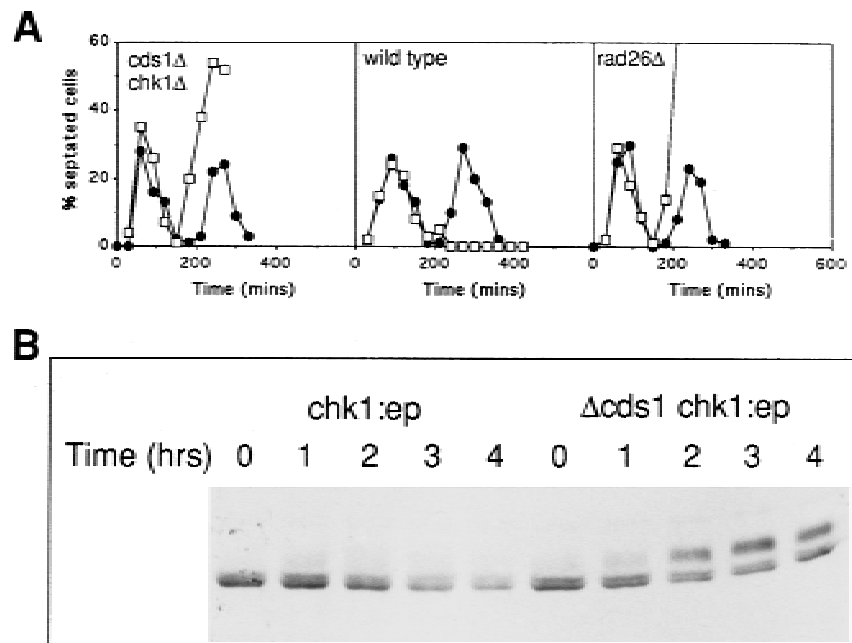 A
% septated cells
60
40
20
0
cds1Δ
chk1Δ
wild type
rad26Δ
0 200 400 0 200 400 0 200 400 600
Time (mins) Time (mins) Time (mins)
B
chk1:ep Δcds1 chk1:ep
Time (hrs) 0 1 2 3 4 0 1 2 3 4